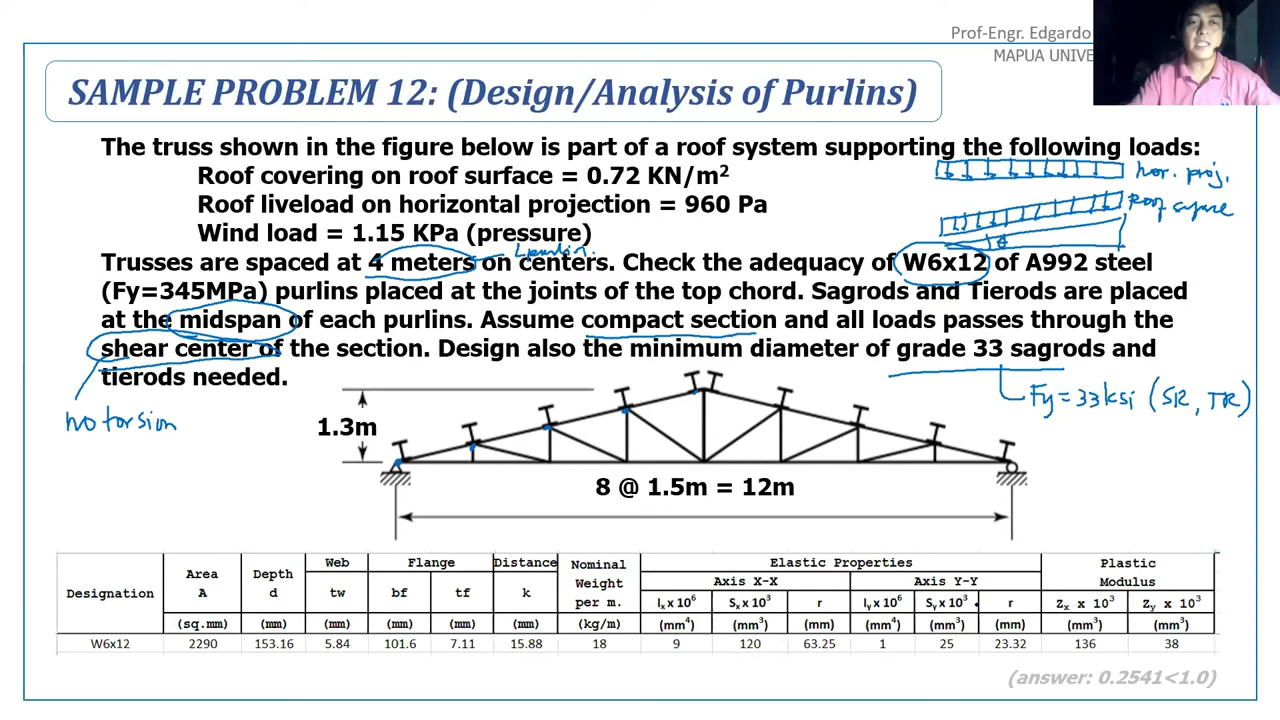 Prof-Engr. Edgardo
MAPUA UNIVE
SAMPLE PROBLEM 12: (Design/Analysis of Purlins)
The truss shown in the figure below is part of a roof system supporting the following loads:
Roof covering on roof surface = 0.72 KN/m²
hor. proj.
Roof liveload on horizontal projection = 960 Pa
Roof surface
Wind load = 1.15 KPa (pressure)
θ
Trusses are spaced at 4 meters on centers. Check the adequacy of W6x12 of A992 steel
(Fy=345MPa) purlins placed at the joints of the top chord. Sagrods and Tierods are placed
at the midspan of each purlins. Assume compact section and all loads passes through the
shear center of the section. Design also the minimum diameter of grade 33 sagrods and
tierods needed.
Fy = 33 ksi (SR, TR)
no torsion
1.3m
8 @ 1.5m = 12m
Designation Area A (sq.mm) Depth d (mm) Web tw (mm) Flange bf (mm) tf (mm) Distance k (mm) Nominal Weight per m. (kg/m) Elastic Properties Axis X-X Ix x 10⁶ (mm⁴) Sx x 10³ (mm³) r (mm) Axis Y-Y Iy x 10⁶ (mm⁴) Sy x 10³ (mm³) r (mm) Plastic Modulus Zx x 10³ (mm³) Zy x 10³ (mm³)
W6x12 2290 153.16 5.84 101.6 7.11 15.88 18 9 120 63.25 1 25 23.32 136 38
(answer: 0.2541<1.0)